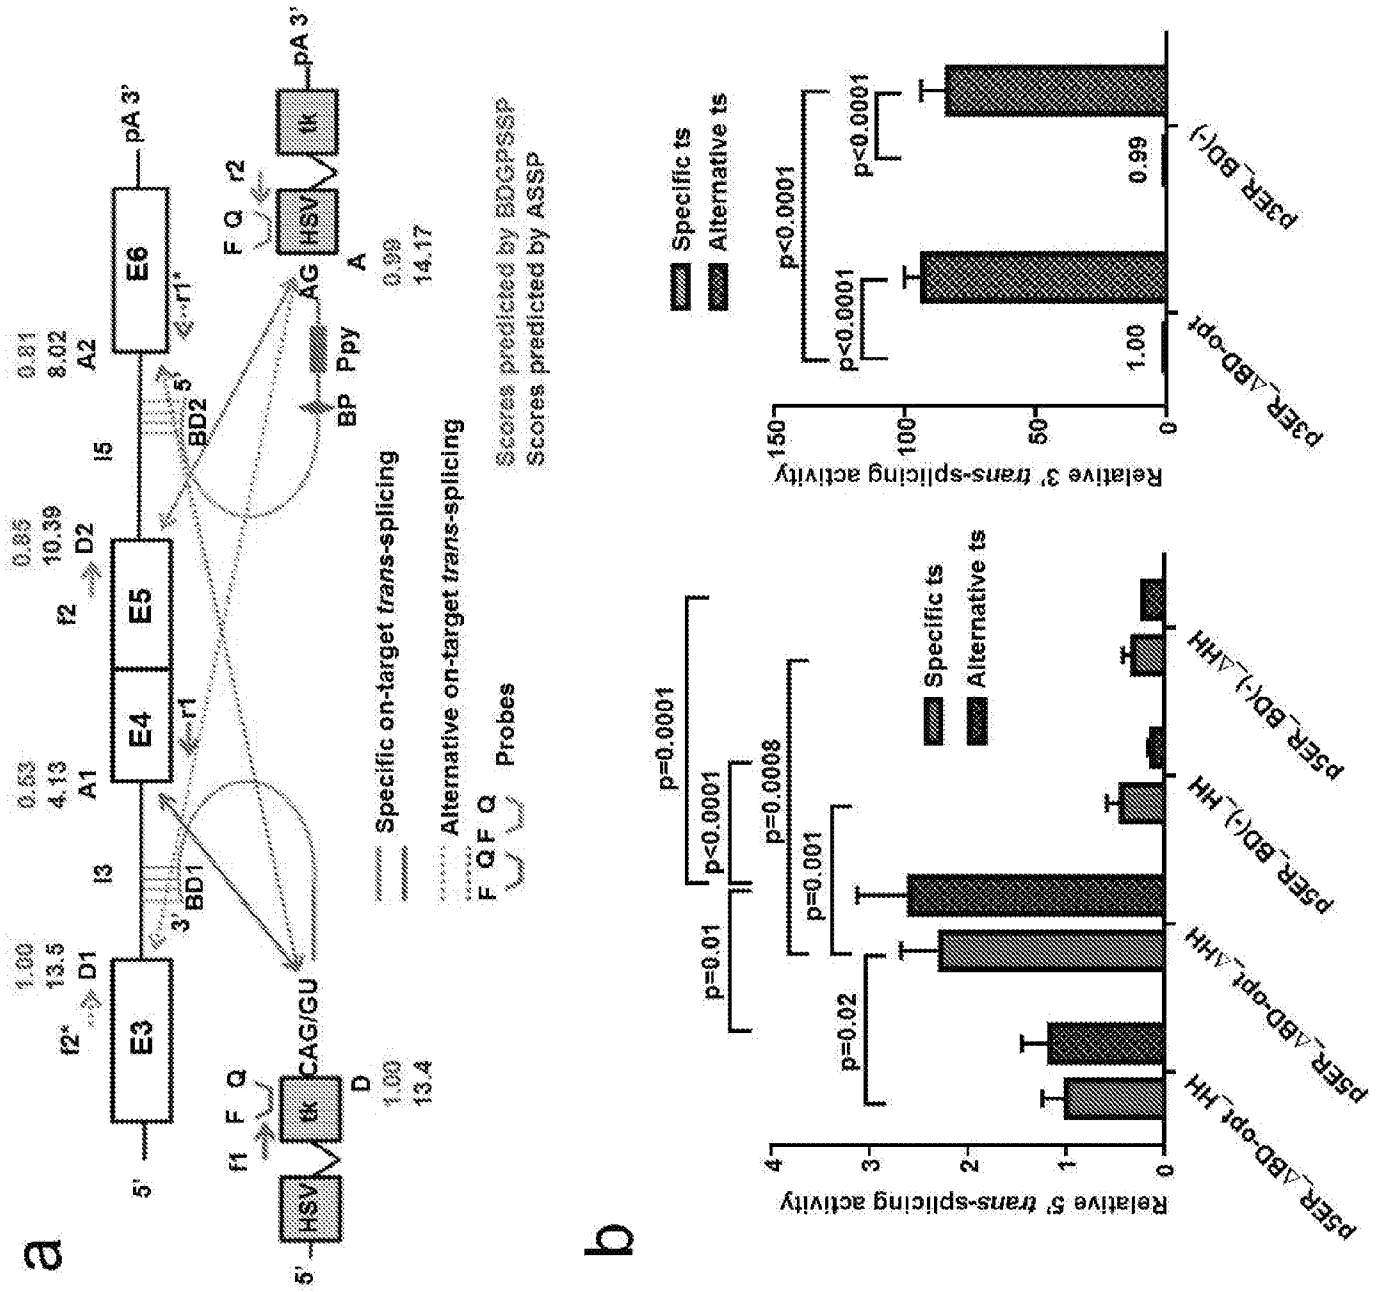 a
1.00 0.53 0.85 0.81
13.5 4.13 10.39 8.02
f2* D1 I3 A1 f2 D2 I5 A2
5' E3 E4 E5 E6 pA 3'
3' BD1 r1 BD2 5' r1*
f1 F Q F Q r2
5' HSV tk CAG/GU AG HSV tk pA 3'
D BP Ppy A
1.00 0.99
13.4 14.17
Specific on-target trans-splicing
Alternative on-target trans-splicing
F Q F Q Probes
Scores predicted by BDGPSSP
Scores predicted by ASSP
b
Relative 5' trans-splicing activity
4
3
2
1
0
p=0.0001
p<0.0001
p=0.01
p=0.0008
p=0.001
p=0.02
Specific ts
Alternative ts
p5ER_ΔBD-opt_HH
p5ER_ΔBD-opt_ΔHH
p5ER_BD(-)_HH
p5ER_BD(-)_ΔHH
Relative 3' trans-splicing activity
150
100
50
0
p<0.0001
p<0.0001
p<0.0001
1.00
0.99
Specific ts
Alternative ts
p3ER_ΔBD-opt
p3ER_BD(-)